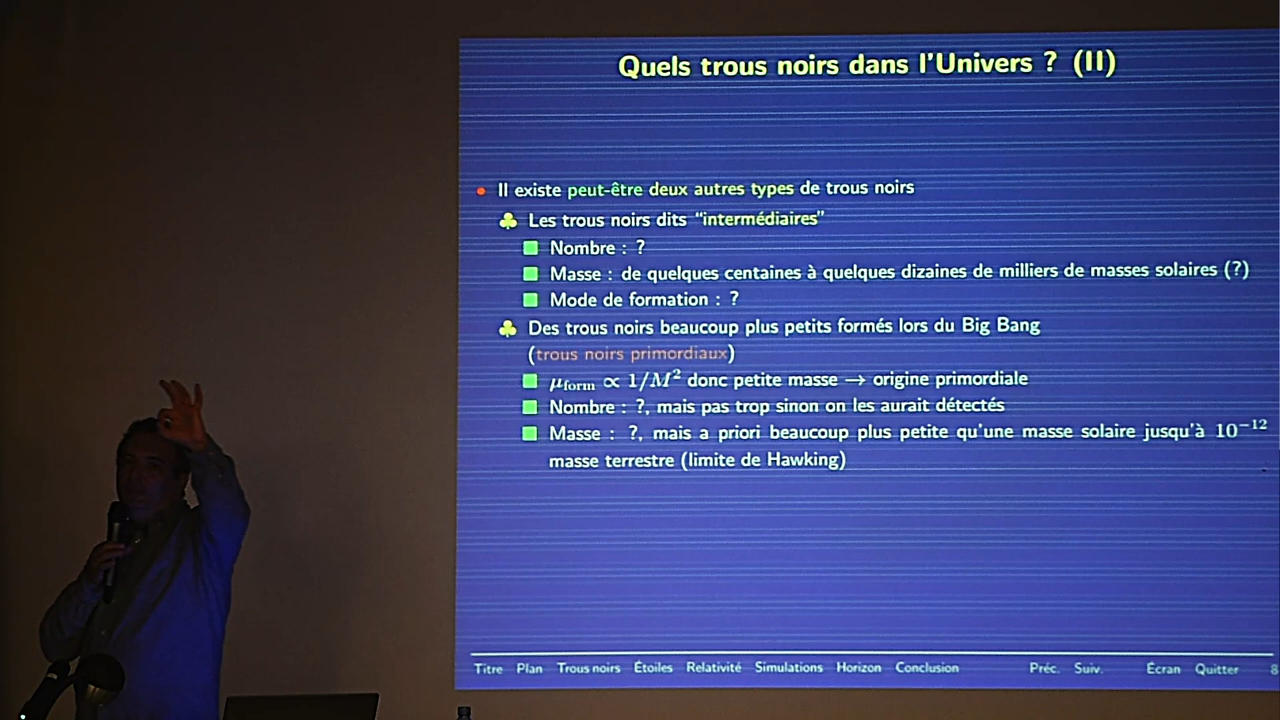 Quels trous noirs dans l'Univers ? (II)
Il existe peut-être deux autres types de trous noirs
Les trous noirs dits “intermédiaires”
Nombre : ?
Masse : de quelques centaines à quelques dizaines de milliers de masses solaires (?)
Mode de formation : ?
Des trous noirs beaucoup plus petits formés lors du Big Bang
(trous noirs primordiaux)
μform ∝ 1/M² donc petite masse → origine primordiale
Nombre : ?, mais pas trop sinon on les aurait détectés
Masse : ?, mais a priori beaucoup plus petite qu'une masse solaire jusqu'à 10⁻¹²
masse terrestre (limite de Hawking)
Titre Plan Trous noirs Étoiles Relativité Simulations Horizon Conclusion Préc. Suiv. Écran Quitter 8